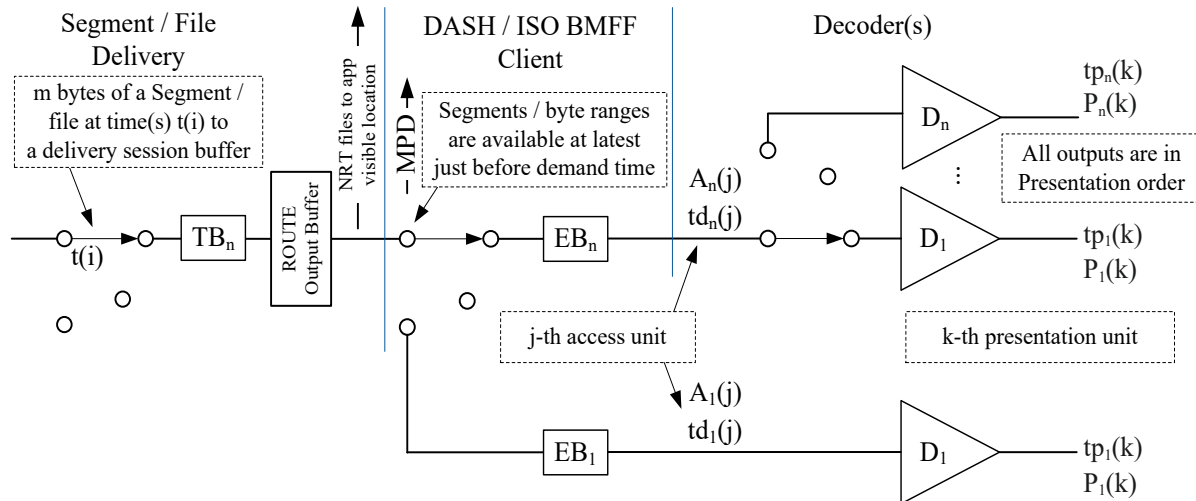 Segment / File
Delivery
DASH / ISO BMFF
Client
Decoder(s)
m bytes of a Segment /
file at time(s) t(i) to
a delivery session buffer
NRT files to app
visible location
MPD
Segments / byte ranges
are available at latest
just before demand time
tpₙ(k)
Pₙ(k)
Dₙ
⋮
All outputs are in
Presentation order
Aₙ(j)
tdₙ(j)
t(i)
TBₙ
ROUTE
Output Buffer
EBₙ
D₁
tp₁(k)
P₁(k)
j-th access unit
k-th presentation unit
A₁(j)
td₁(j)
EB₁
D₁
tp₁(k)
P₁(k)